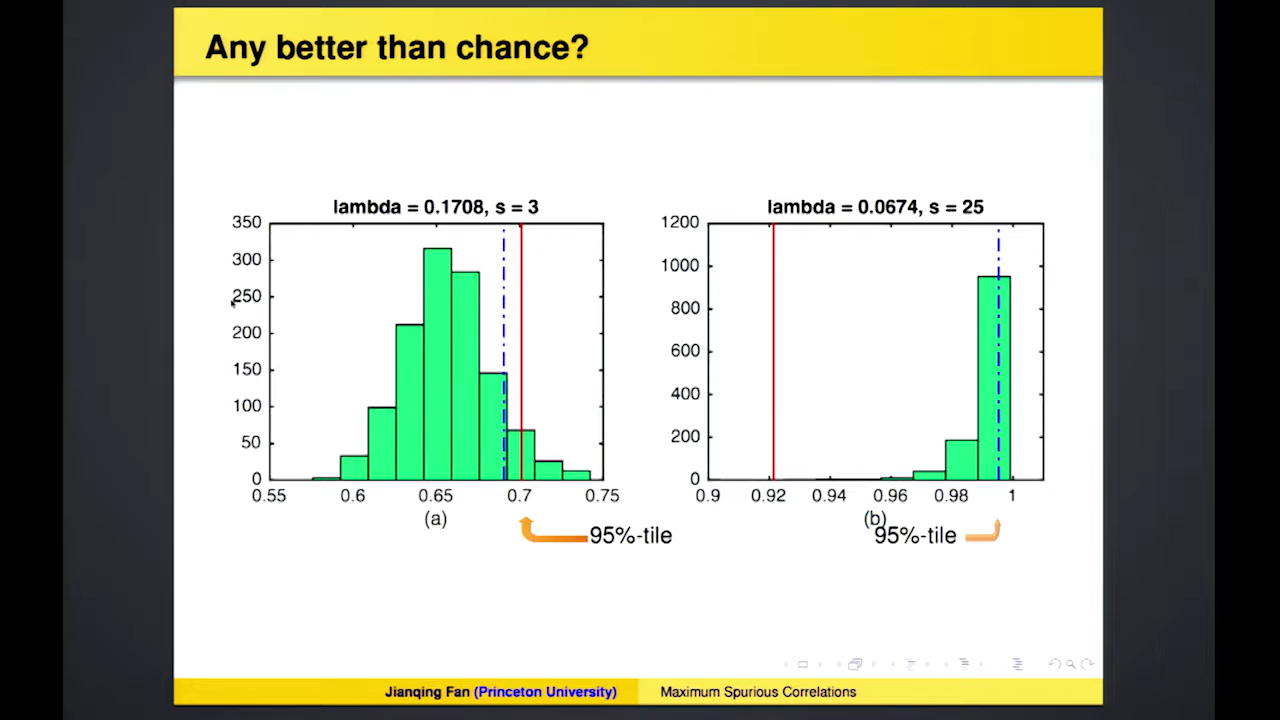 Any better than chance?
lambda = 0.1708, s = 3
350
300
250
200
150
100
50
0
0.55 0.6 0.65 0.7 0.75
(a)
95%-tile
lambda = 0.0674, s = 25
1200
1000
800
600
400
200
0
0.9 0.92 0.94 0.96 0.98 1
(b)
95%-tile
Jianqing Fan (Princeton University) Maximum Spurious Correlations